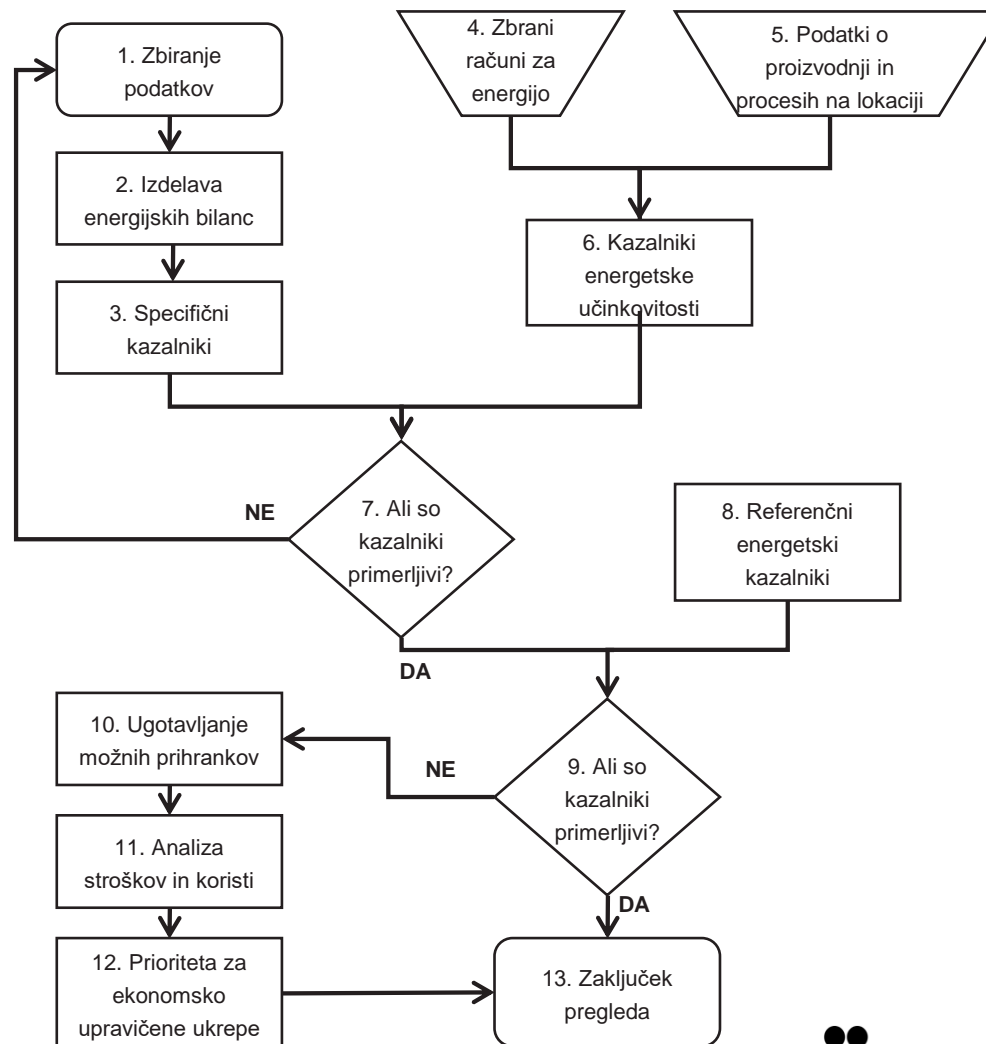 1. Zbiranje
podatkov
2. Izdelava
energijskih bilanc
3. Specifični
kazalniki
4. Zbrani
računi za
energijo
5. Podatki o
proizvodnji in
procesih na lokaciji
6. Kazalniki
energetske
učinkovitosti
NE
7. Ali so
kazalniki
primerljivi?
DA
8. Referenčni
energetski
kazalniki
NE
9. Ali so
kazalniki
primerljivi?
DA
10. Ugotavljanje
možnih prihrankov
11. Analiza
stroškov in koristi
12. Prioriteta za
ekonomsko
upravičene ukrepe
13. Zaključek
pregleda